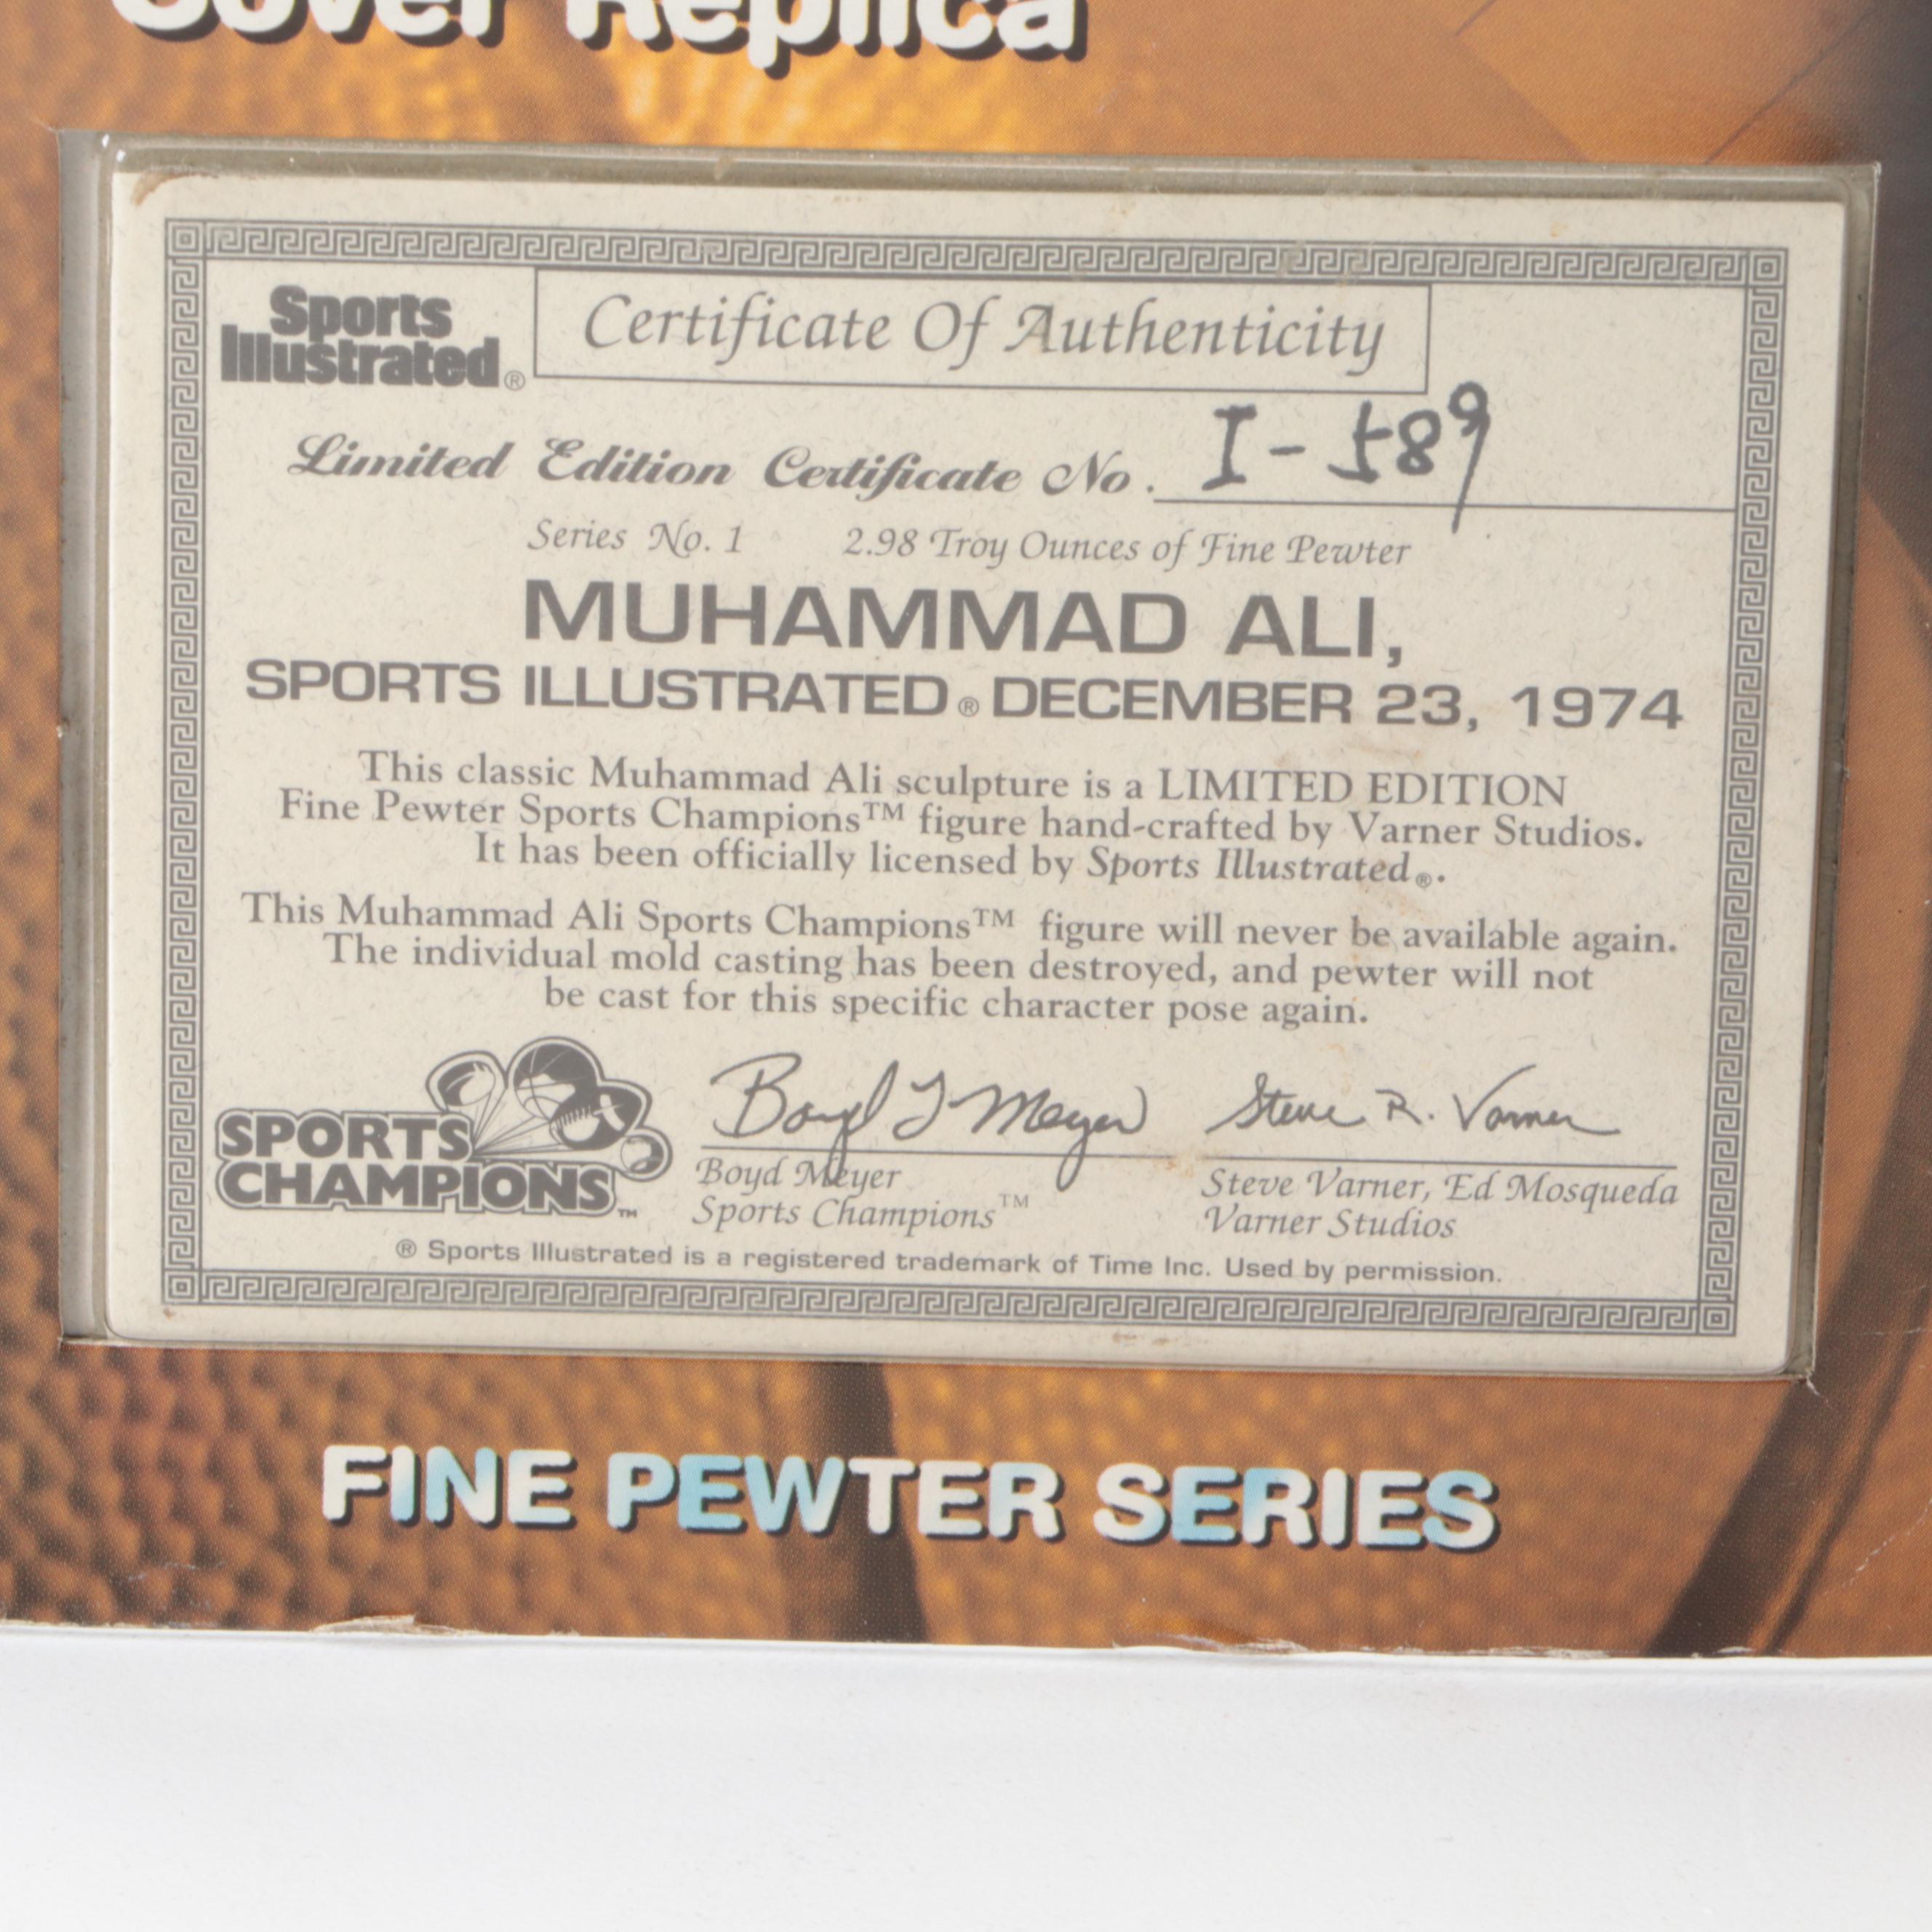 Cover Replica
Sports
Illustrated®
Certificate Of Authenticity
Limited Edition Certificate No. I-589
Series No. 1 2.98 Troy Ounces of Fine Pewter
MUHAMMAD ALI,
SPORTS ILLUSTRATED® DECEMBER 23, 1974
This classic Muhammad Ali sculpture is a LIMITED EDITION
Fine Pewter Sports Champions™ figure hand-crafted by Varner Studios.
It has been officially licensed by Sports Illustrated®.
This Muhammad Ali Sports Champions™ figure will never be available again.
The individual mold casting has been destroyed, and pewter will not
be cast for this specific character pose again.
SPORTS
CHAMPIONS™
Boyd J Meyer Steve R. Varner
Boyd Meyer Steve Varner, Ed Mosqueda
Sports Champions™ Varner Studios
® Sports Illustrated is a registered trademark of Time Inc. Used by permission.
FINE PEWTER SERIES